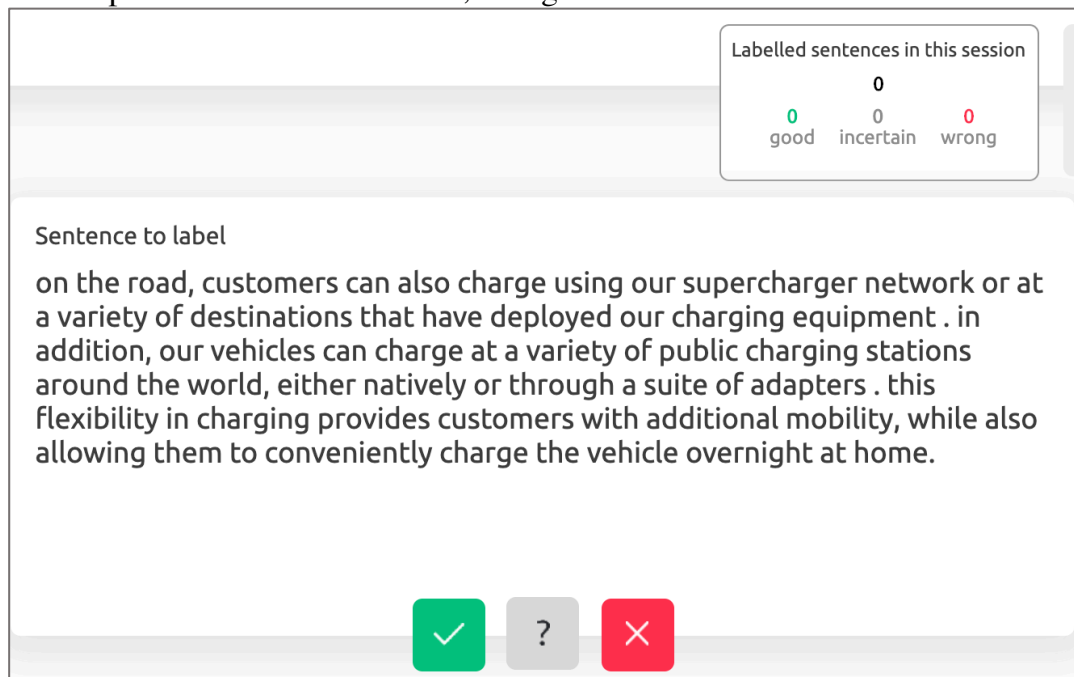 Labelled sentences in this session
0
0 0 0
good incertain wrong
Sentence to label
on the road, customers can also charge using our supercharger network or at
a variety of destinations that have deployed our charging equipment . in
addition, our vehicles can charge at a variety of public charging stations
around the world, either natively or through a suite of adapters . this
flexibility in charging provides customers with additional mobility, while also
allowing them to conveniently charge the vehicle overnight at home.
?